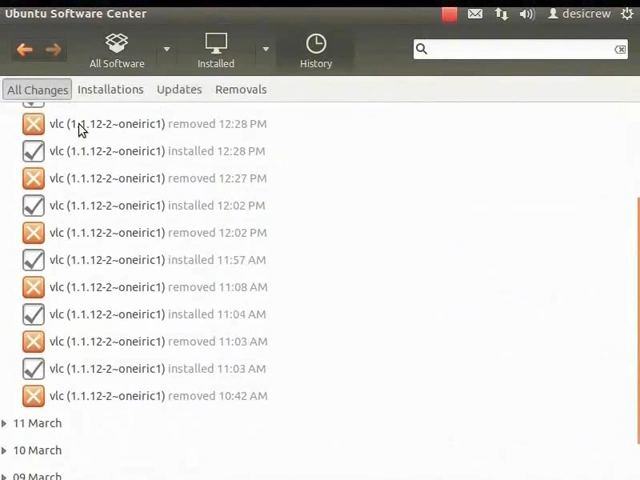 Ubuntu Software Center
desicrew
All Software
Installed
History
All Changes
Installations
Updates
Removals
vlc (1.1.12-2~oneiric1) removed 12:28 PM
vlc (1.1.12-2~oneiric1) installed 12:28 PM
vlc (1.1.12-2~oneiric1) removed 12:27 PM
vlc (1.1.12-2~oneiric1) installed 12:02 PM
vlc (1.1.12-2~oneiric1) removed 12:02 PM
vlc (1.1.12-2~oneiric1) installed 11:57 AM
vlc (1.1.12-2~oneiric1) removed 11:08 AM
vlc (1.1.12-2~oneiric1) installed 11:04 AM
vlc (1.1.12-2~oneiric1) removed 11:03 AM
vlc (1.1.12-2~oneiric1) installed 11:03 AM
vlc (1.1.12-2~oneiric1) removed 10:42 AM
11 March
10 March
09 March